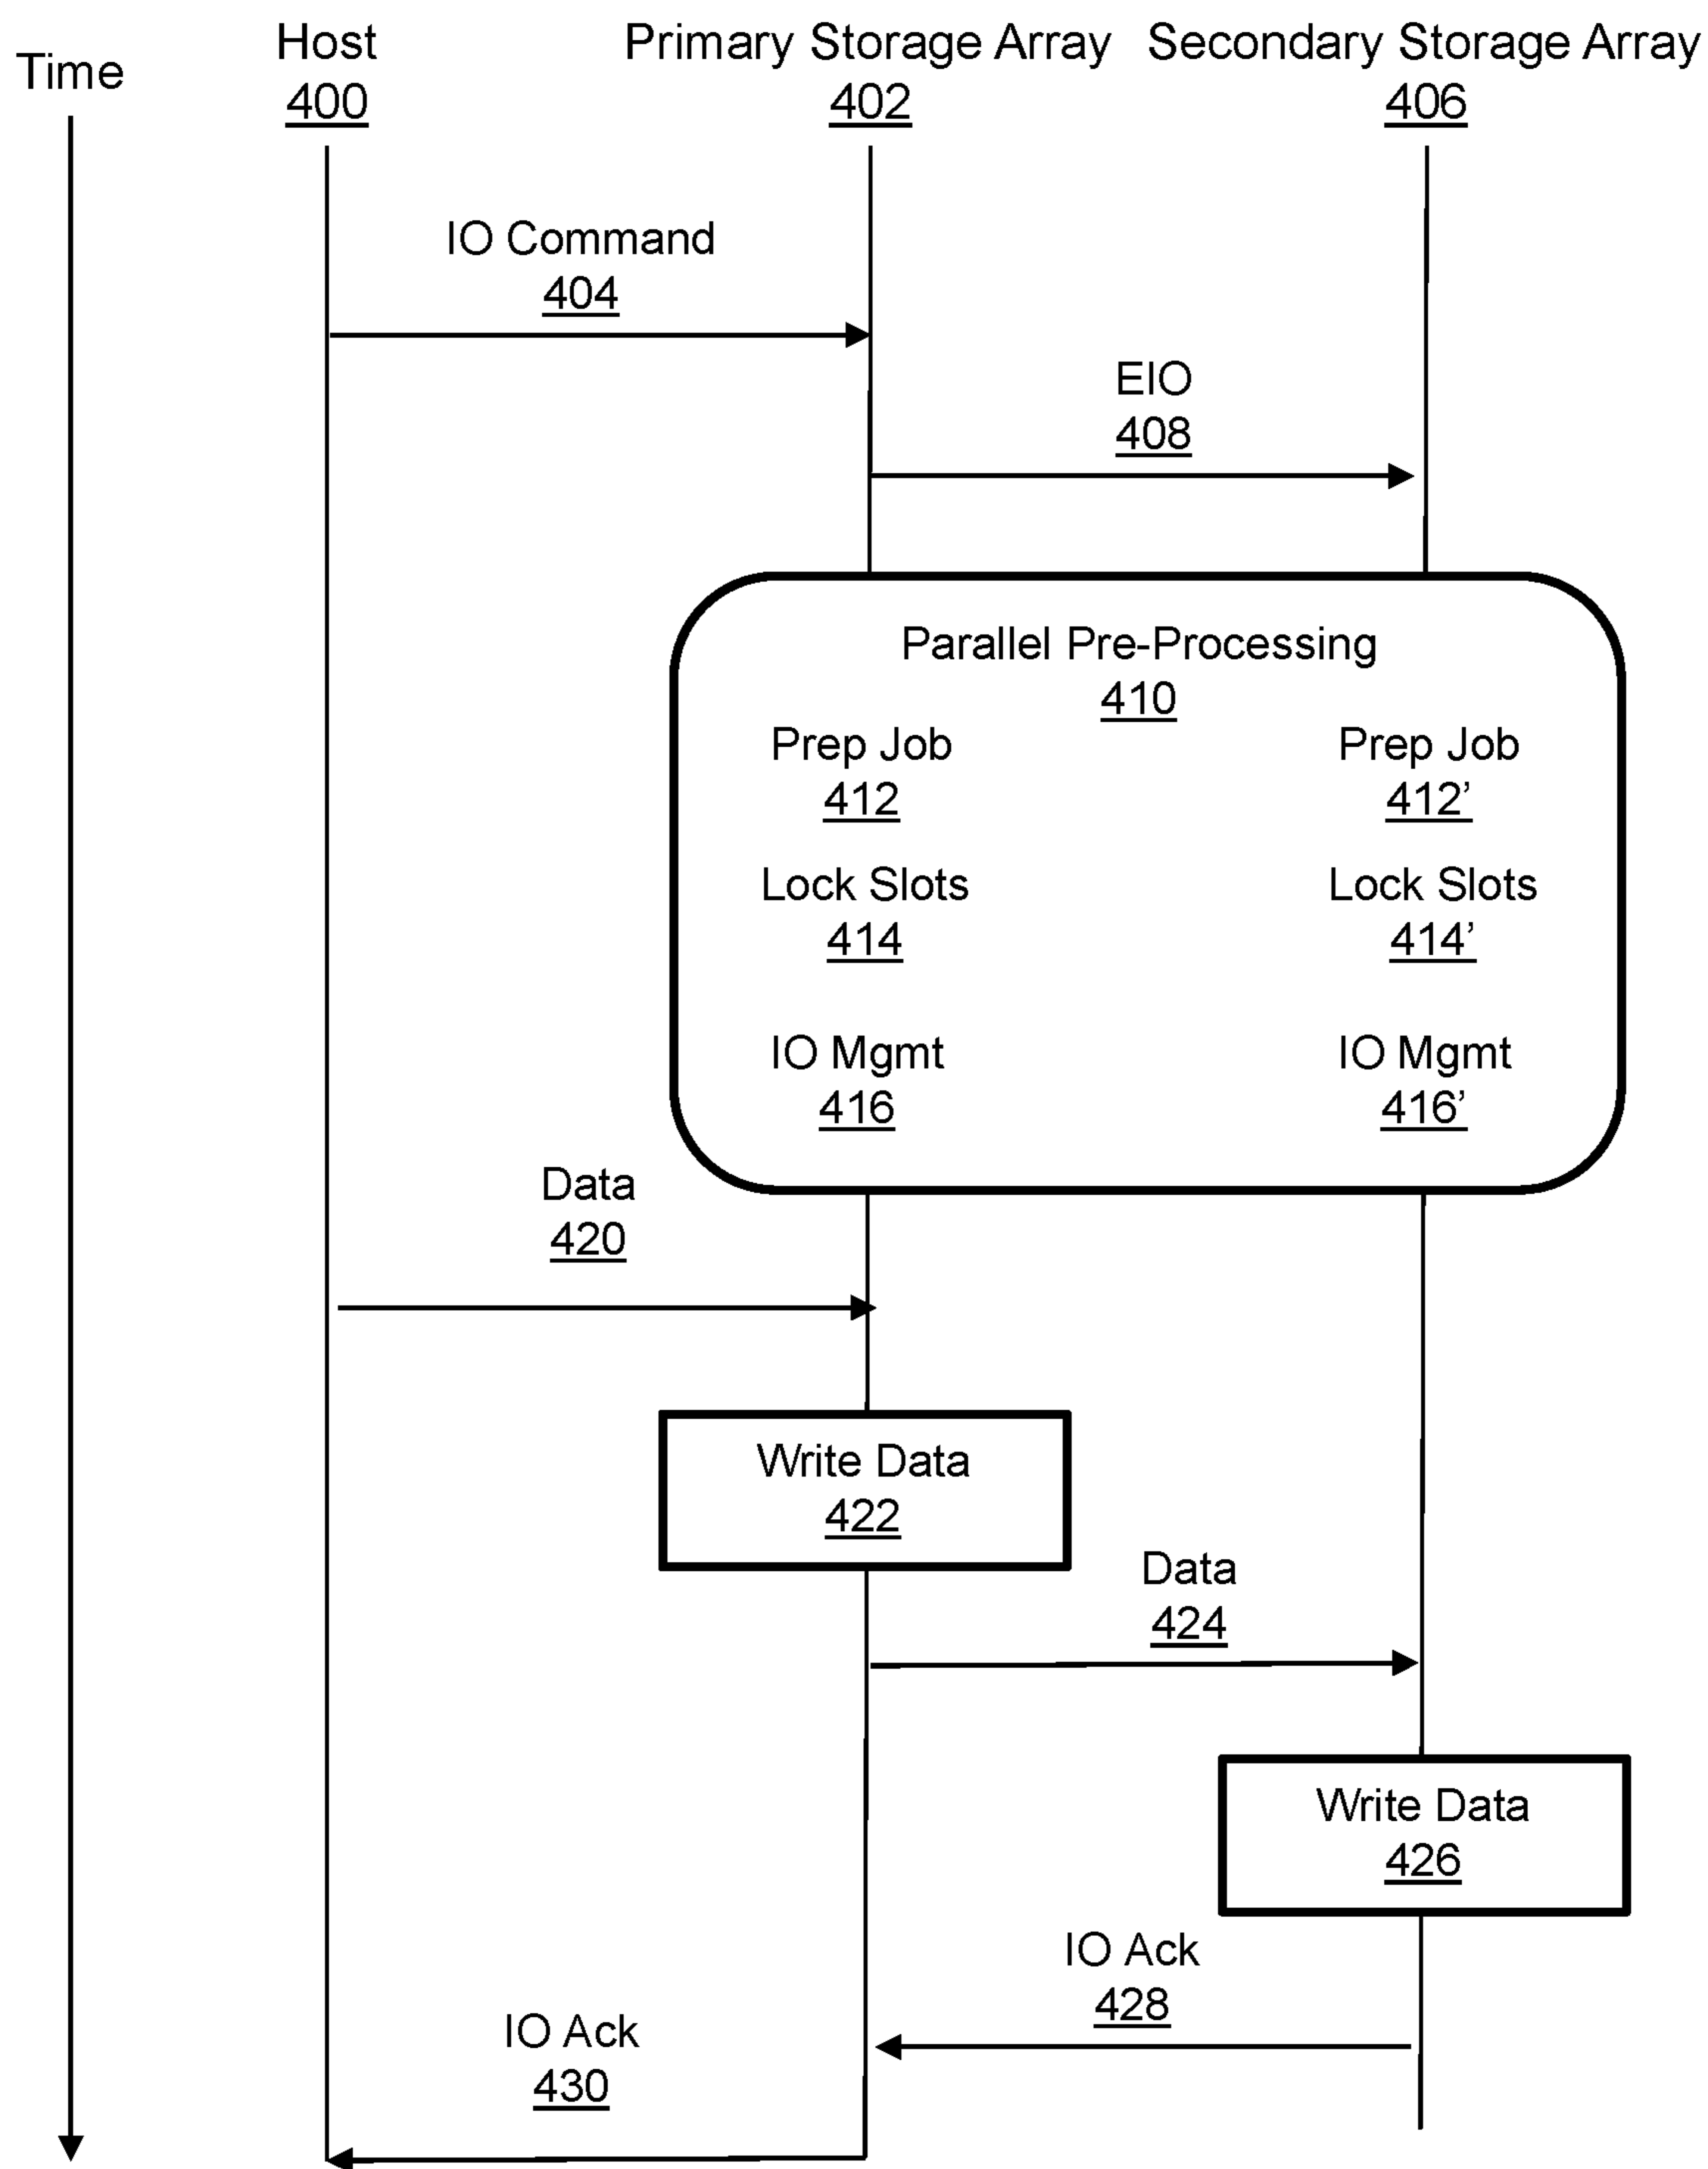 Time
Host
400
Primary Storage Array
402
Secondary Storage Array
406
IO Command
404
EIO
408
Parallel Pre-Processing
410
Prep Job
412
Prep Job
412’
Lock Slots
414
Lock Slots
414’
IO Mgmt
416
IO Mgmt
416’
Data
420
Write Data
422
Data
424
Write Data
426
IO Ack
428
IO Ack
430